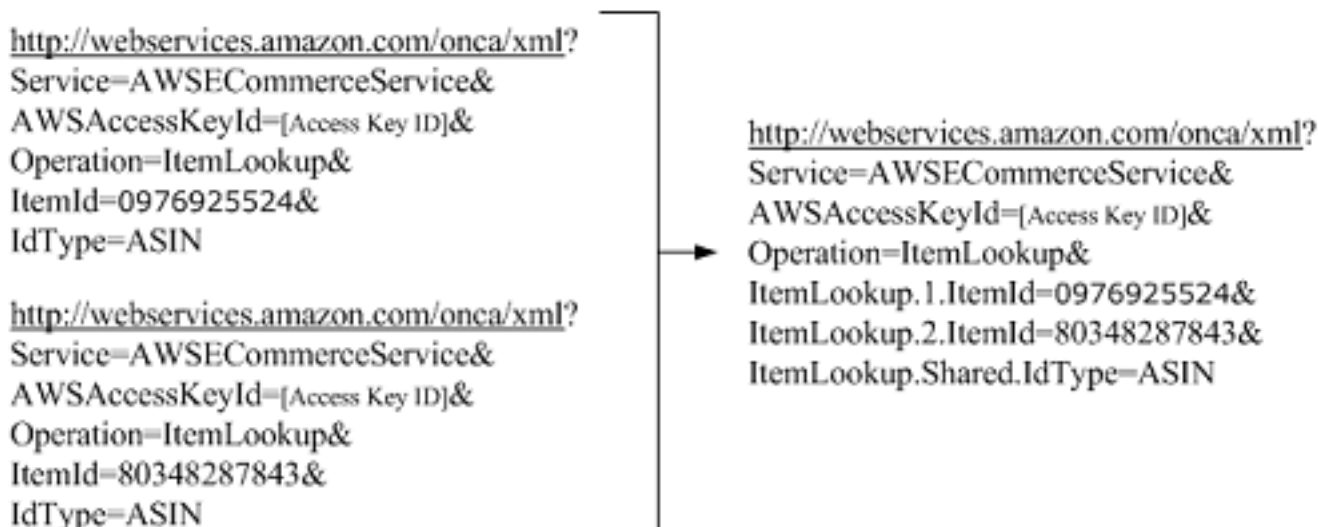 http://webservices.amazon.com/onca/xml?
Service=AWSECommerceService&
AWSAccessKeyId=[Access Key ID]&
Operation=ItemLookup&
ItemId=0976925524&
IdType=ASIN
http://webservices.amazon.com/onca/xml?
Service=AWSECommerceService&
AWSAccessKeyId=[Access Key ID]&
Operation=ItemLookup&
ItemId=80348287843&
IdType=ASIN
http://webservices.amazon.com/onca/xml?
Service=AWSECommerceService&
AWSAccessKeyId=[Access Key ID]&
Operation=ItemLookup&
ItemLookup.1.ItemId=0976925524&
ItemLookup.2.ItemId=80348287843&
ItemLookup.Shared.IdType=ASIN